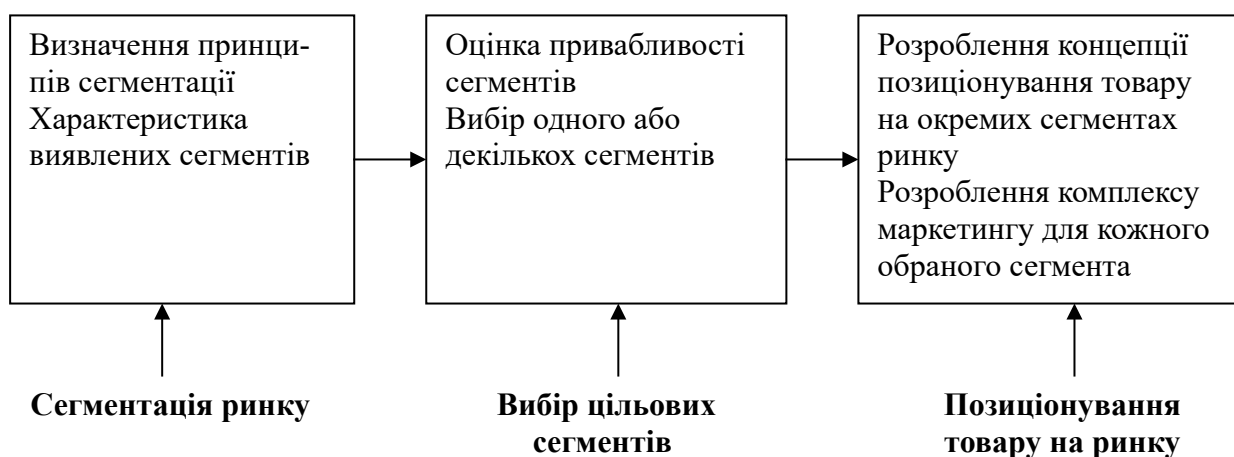 Визначення принци-
пів сегментації
Характеристика
виявлених сегментів
Оцінка привабливості
сегментів
Вибір одного або
декількох сегментів
Розроблення концепції
позиціонування товару
на окремих сегментах
ринку
Розроблення комплексу
маркетингу для кожного
обраного сегмента
Сегментація ринку
Вибір цільових
сегментів
Позиціонування
товару на ринку